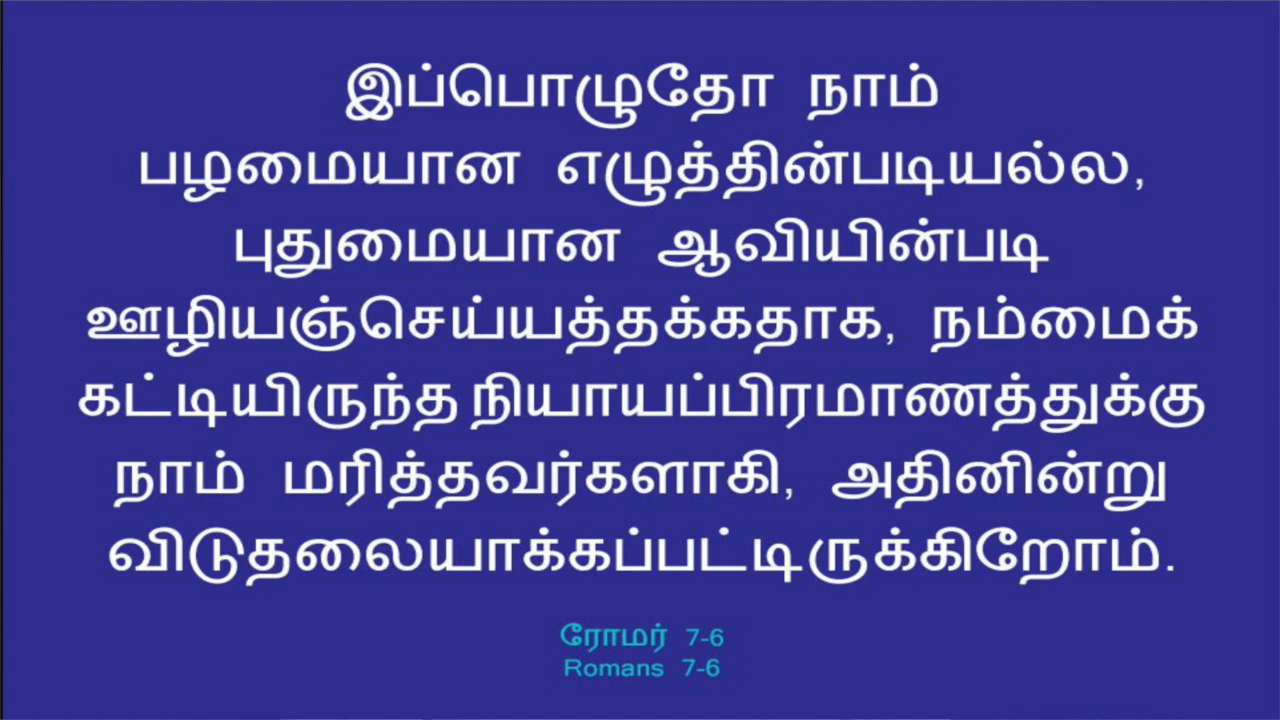 இப்பொழுதோ நாம்
பழமையான எழுத்தின்படியல்ல,
புதுமையான ஆவியின்படி
ஊழியஞ்செய்யத்தக்கதாக, நம்மைக்
கட்டியிருந்த நியாயப்பிரமாணத்துக்கு
நாம் மரித்தவர்களாகி, அதினின்று
விடுதலையாக்கப்பட்டிருக்கிறோம்.
ரோமர் 7-6
Romans 7-6